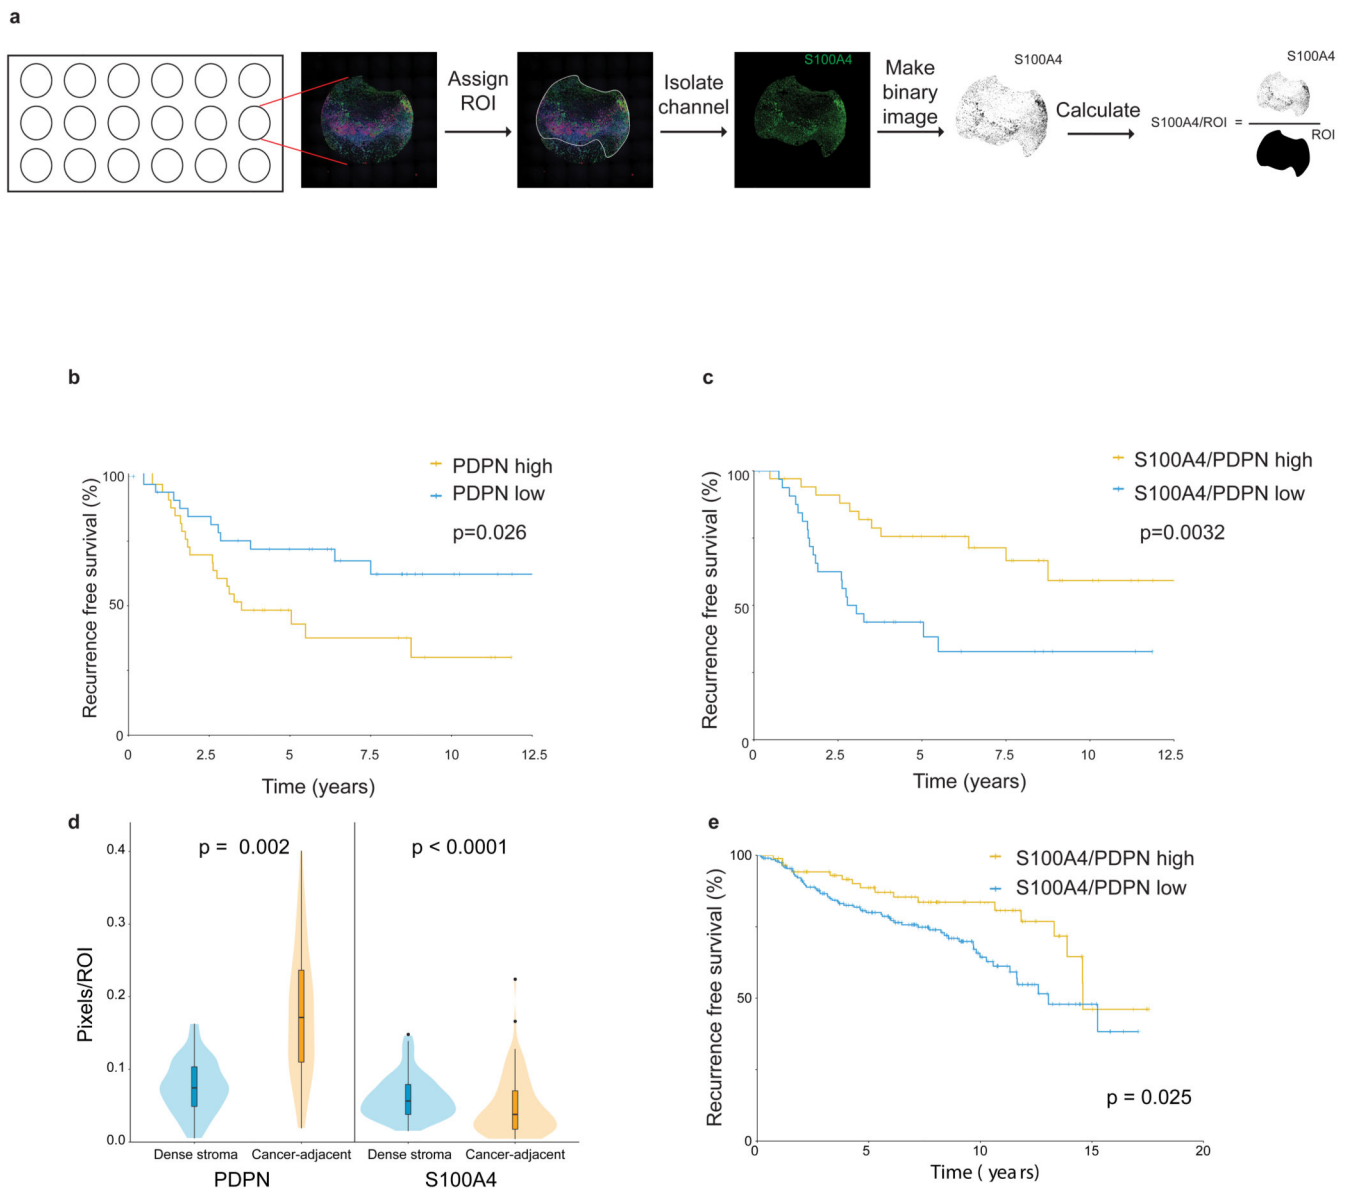 a
Assign
ROI
Isolate
channel
S100A4
Make
binary
image
S100A4
Calculate
S100A4/ROI =
S100A4
ROI
b
Recurrence free survival (%)
100
50
0
0 2.5 5 7.5 10 12.5
Time (years)
PDPN high
PDPN low
p=0.026
c
Recurrence free survival (%)
100
50
0
0 2.5 5 7.5 10 12.5
Time (years)
S100A4/PDPN high
S100A4/PDPN low
p=0.0032
d
Pixels/ROI
0.4
0.3
0.2
0.1
0.0
p = 0.002
p < 0.0001
Dense stroma Cancer-adjacent Dense stroma Cancer-adjacent
PDPN S100A4
e
Recurrence free survival (%)
100
50
0
0 5 10 15 20
Time ( years)
S100A4/PDPN high
S100A4/PDPN low
p = 0.025